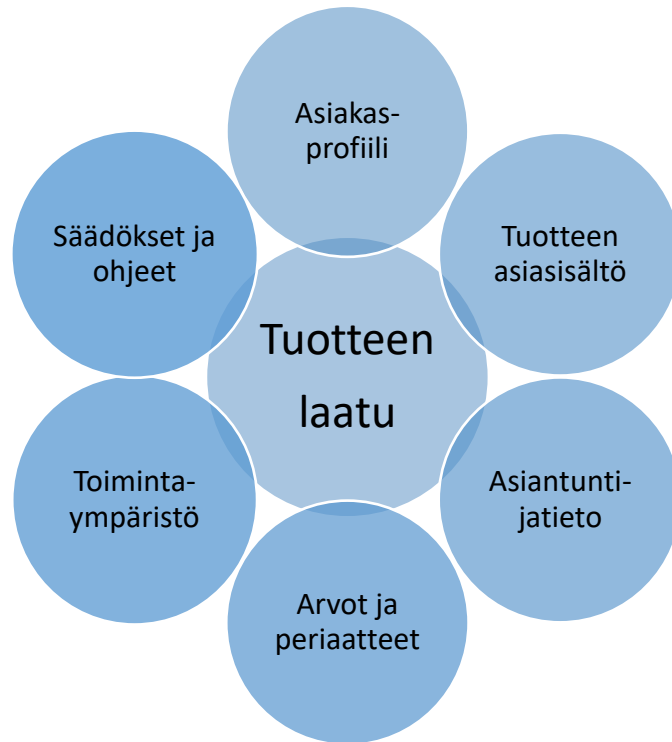 Asiakas-
profiili
Tuotteen
asiasisältö
Asiantunti-
jatieto
Arvot ja
periaatteet
Toiminta-
ympäristö
Säädökset ja
ohjeet
Tuotteen
laatu